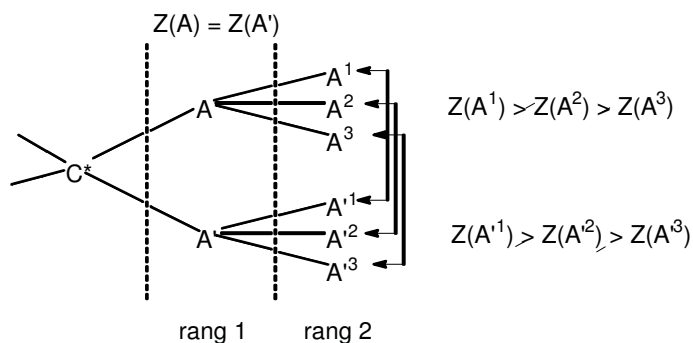 Z(A) = Z(A')
A¹
A
A²
Z(A¹) > Z(A²) > Z(A³)
A³
C*
A'¹
A'
A'²
Z(A'¹) > Z(A'²) > Z(A'³)
A'³
rang 1
rang 2